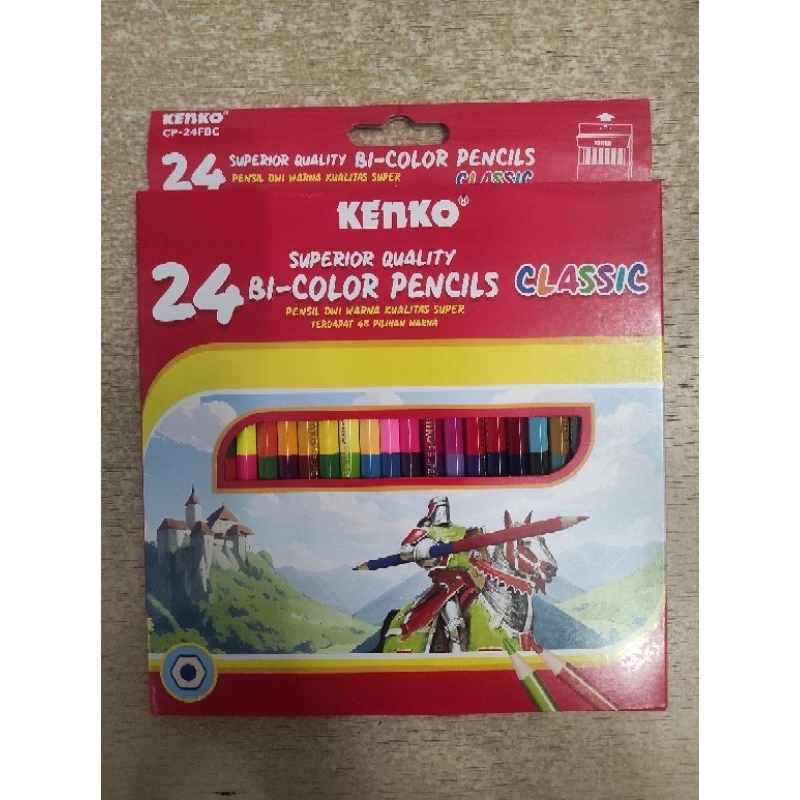 KENKO®
CP-24FBC
KENKO
24 SUPERIOR QUALITY BI-COLOR PENCILS
PENSIL DWI WARNA KUALITAS SUPER
CLASSIC
KENKO®
SUPERIOR QUALITY
24 BI-COLOR PENCILS CLASSIC
PENSIL DWI WARNA KUALITAS SUPER
TERDAPAT 48 PILIHAN WARNA